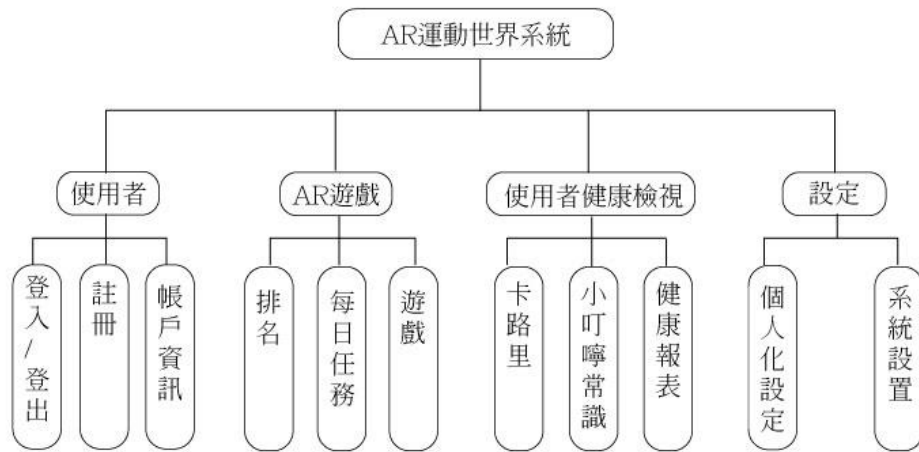 AR運動世界系統
使用者
AR遊戲
使用者健康檢視
設定
登入/登出
註冊
帳戶資訊
排名
每日任務
遊戲
卡路里
小叮嚀常識
健康報表
個人化設定
系統設置